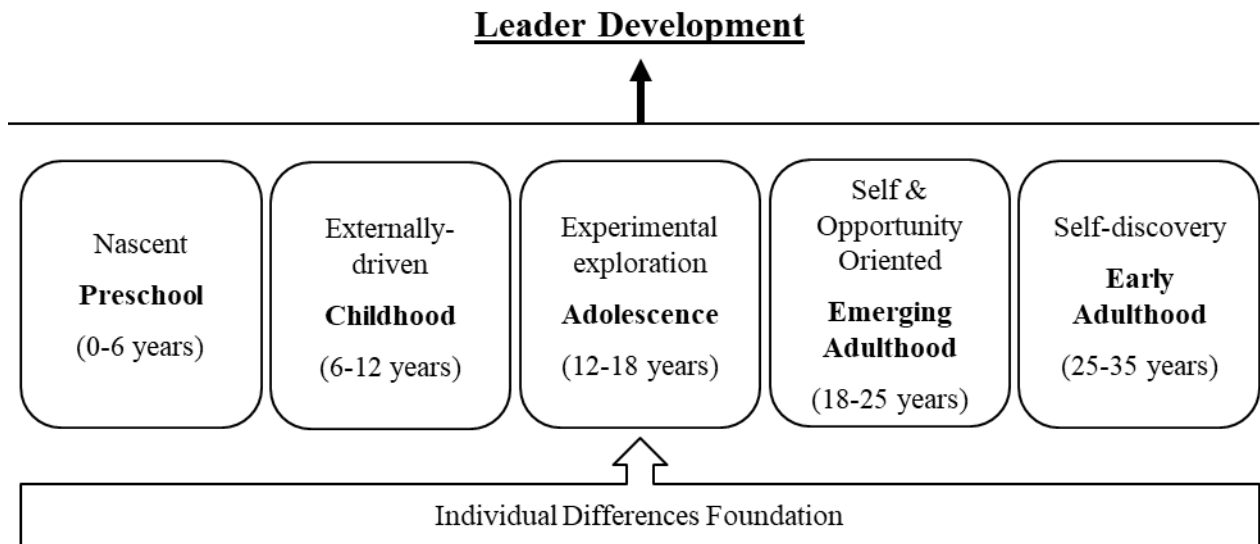 Leader Development
Nascent
Preschool
(0-6 years)
Externally-
driven
Childhood
(6-12 years)
Experimental
exploration
Adolescence
(12-18 years)
Self &
Opportunity
Oriented
Emerging
Adulthood
(18-25 years)
Self-discovery
Early
Adulthood
(25-35 years)
Individual Differences Foundation